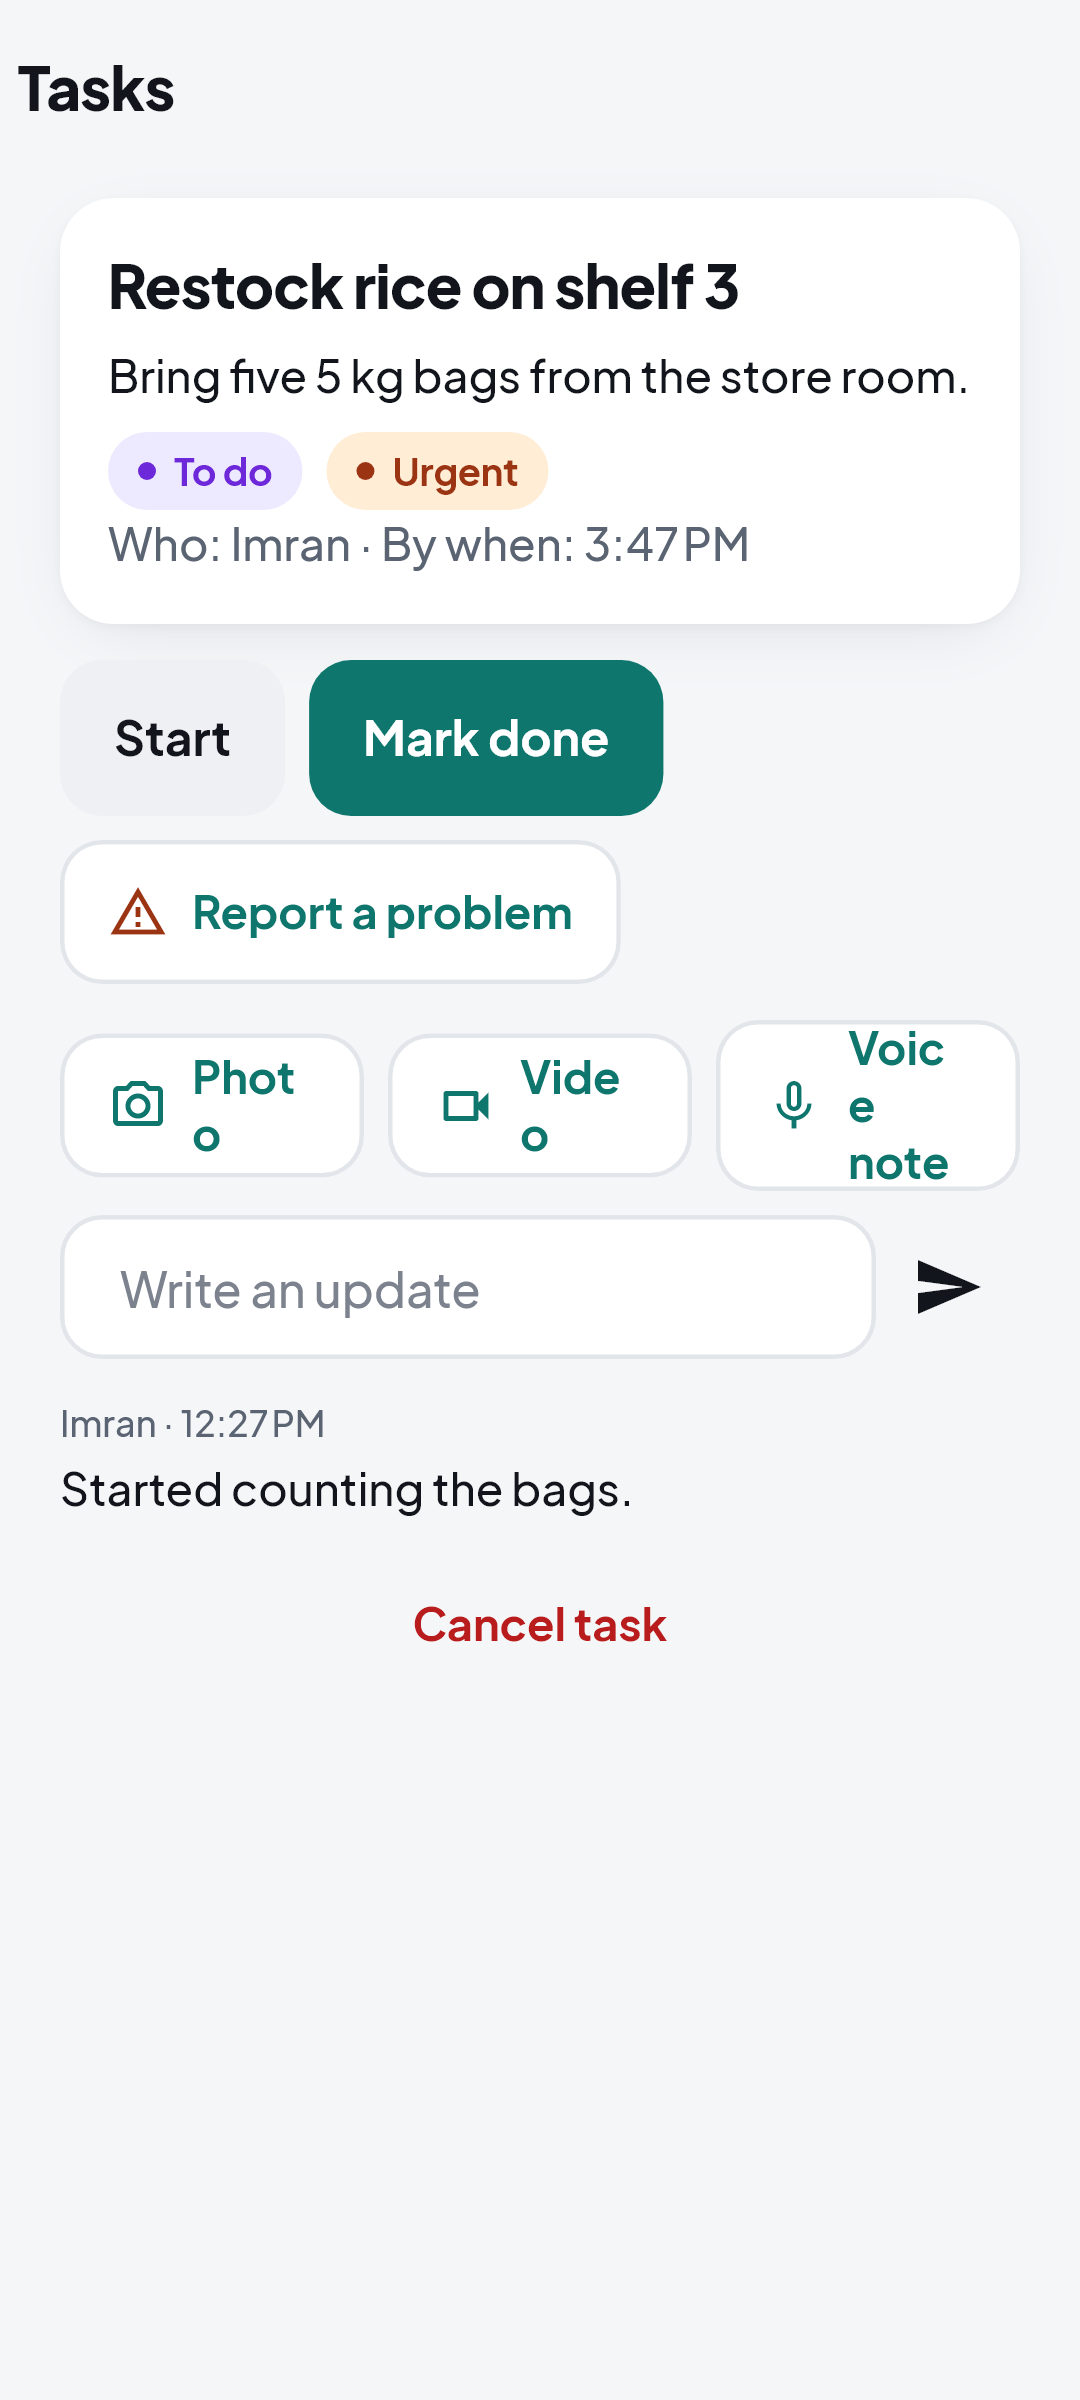 Tasks
Restock rice on shelf 3
Bring five 5 kg bags from the store room.
To do
Urgent
Who: Imran · By when: 3:47 PM
Start
Mark done
Report a problem
Phot
o
Vide
o
Voic
e
note
Write an update
Imran · 12:27 PM
Started counting the bags.
Cancel task